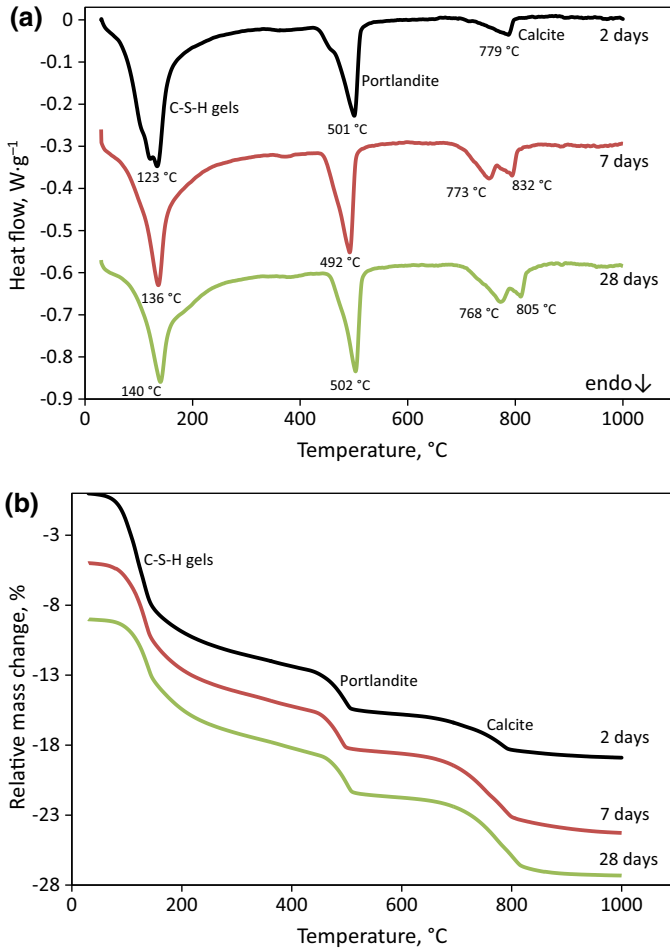 (a)
0
-0.1
-0.2
-0.3
-0.4
-0.5
-0.6
-0.7
-0.8
-0.9
Heat flow, W·g⁻¹
C-S-H gels
Portlandite
Calcite
2 days
779 °C
501 °C
123 °C
7 days
773 °C
832 °C
492 °C
136 °C
28 days
768 °C
805 °C
502 °C
140 °C
endo↓
0
200
400
600
800
1000
Temperature, °C
(b)
-3
-8
-13
-18
-23
-28
Relative mass change, %
C-S-H gels
Portlandite
Calcite
2 days
7 days
28 days
0
200
400
600
800
1000
Temperature, °C